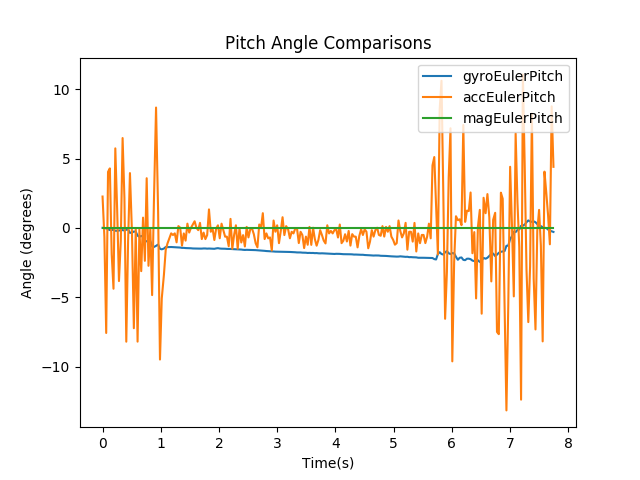 Pitch Angle Comparisons
gyroEulerPitch
accEulerPitch
magEulerPitch
Angle (degrees)
10
5
0
−5
−10
0 1 2 3 4 5 6 7 8
Time(s)